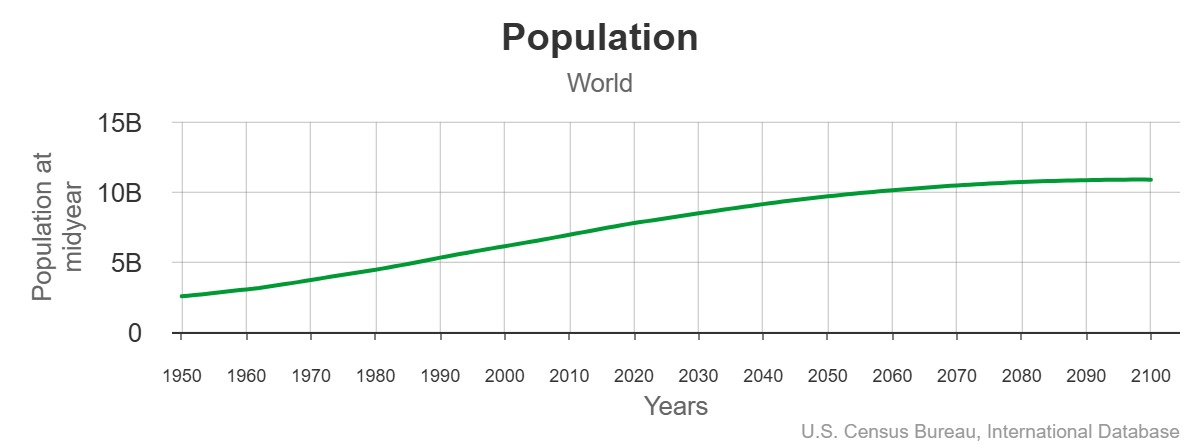 Population
World
15B
10B
5B
0
Population at
midyear
1950 1960 1970 1980 1990 2000 2010 2020 2030 2040 2050 2060 2070 2080 2090 2100
Years
U.S. Census Bureau, International Database